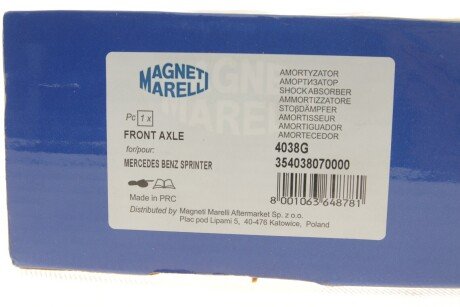 MAGNETI
MARELLI
AMORTYZATOR
АМОРТИЗАТОР
SHOCK ABSORBER
AMMORTIZZATORE
STOßDÄMPFER
AMORTISSEUR
AMORTIGUADOR
AMORTECEDOR
Pc 1 x
FRONT AXLE
for/pour:
MERCEDES BENZ SPRINTER
4038G
354038070000
8 001063 648781
Made in PRC
Distributed by Magneti Marelli Aftermarket Sp. z o.o.
Plac pod Lipami 5, 40-476 Katowice, Poland